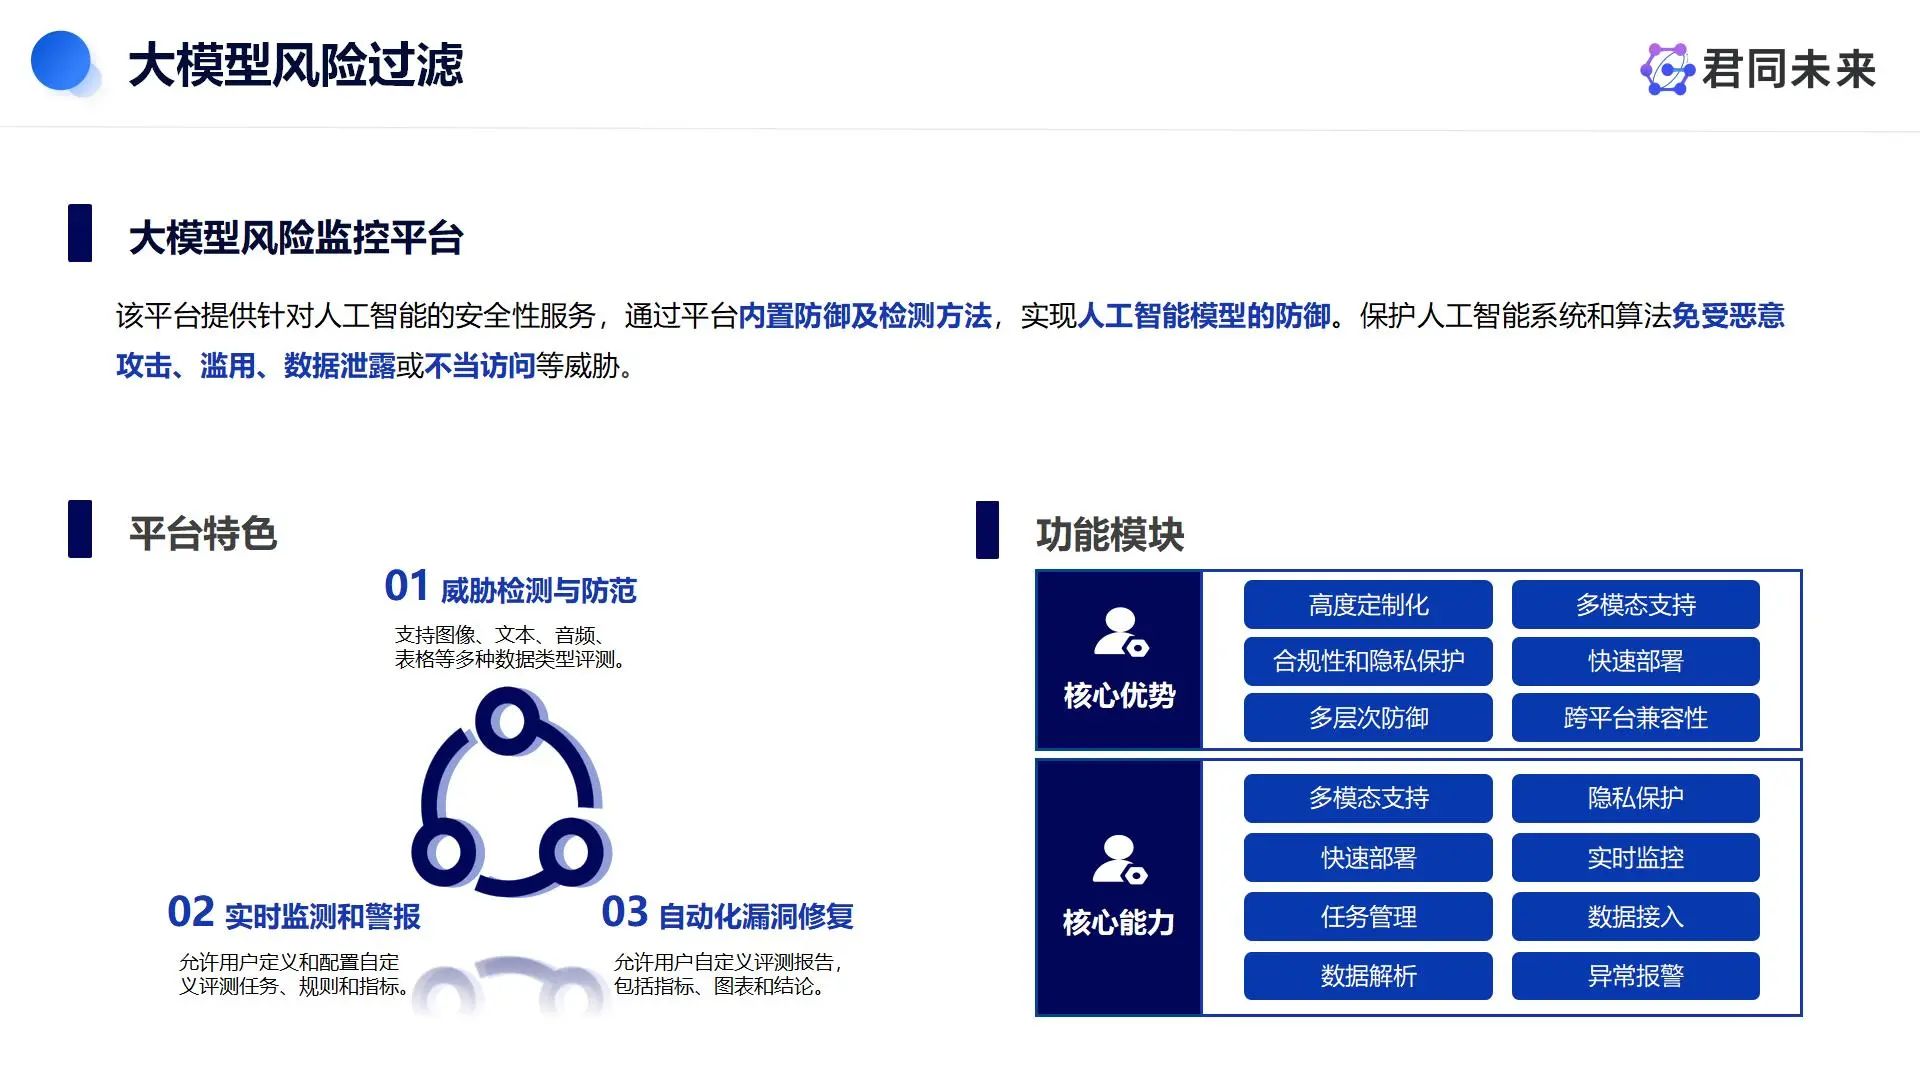 大模型风险过滤
君同未来
大模型风险监控平台
该平台提供针对人工智能的安全性服务，通过平台内置防御及检测方法，实现人工智能模型的防御。保护人工智能系统和算法免受恶意
攻击、滥用、数据泄露或不当访问等威胁。
平台特色
01 威胁检测与防范
支持图像、文本、音频、
表格等多种数据类型评测。
02 实时监测和警报
允许用户定义和配置自定
义评测任务、规则和指标。
03 自动化漏洞修复
允许用户自定义评测报告，
包括指标、图表和结论。
功能模块
核心优势
高度定制化
多模态支持
合规性和隐私保护
快速部署
多层次防御
跨平台兼容性
核心能力
多模态支持
隐私保护
快速部署
实时监控
任务管理
数据接入
数据解析
异常报警